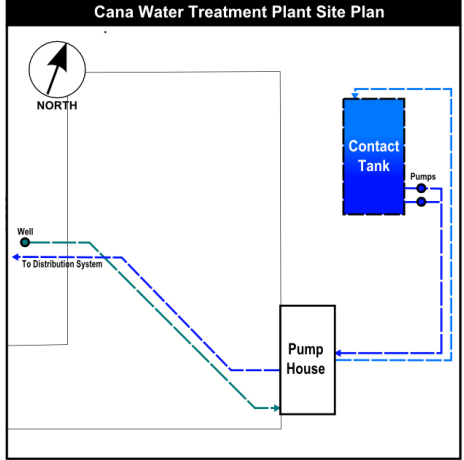 Cana Water Treatment Plant Site Plan
NORTH
Contact
Tank
Pumps
Well
To Distribution System
Pump
House